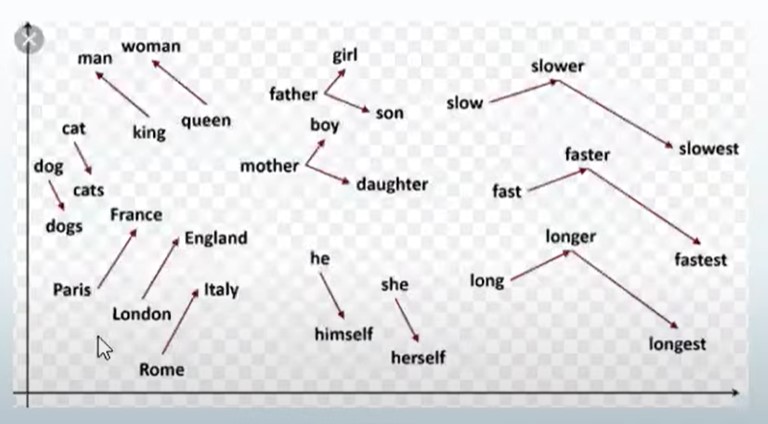 man woman
king queen
cat
dog
cats
dogs
France
England
Paris
London
Italy
Rome
girl
father
son
boy
mother
daughter
he
she
himself
herself
slow slower slowest
fast faster fastest
long longer longest